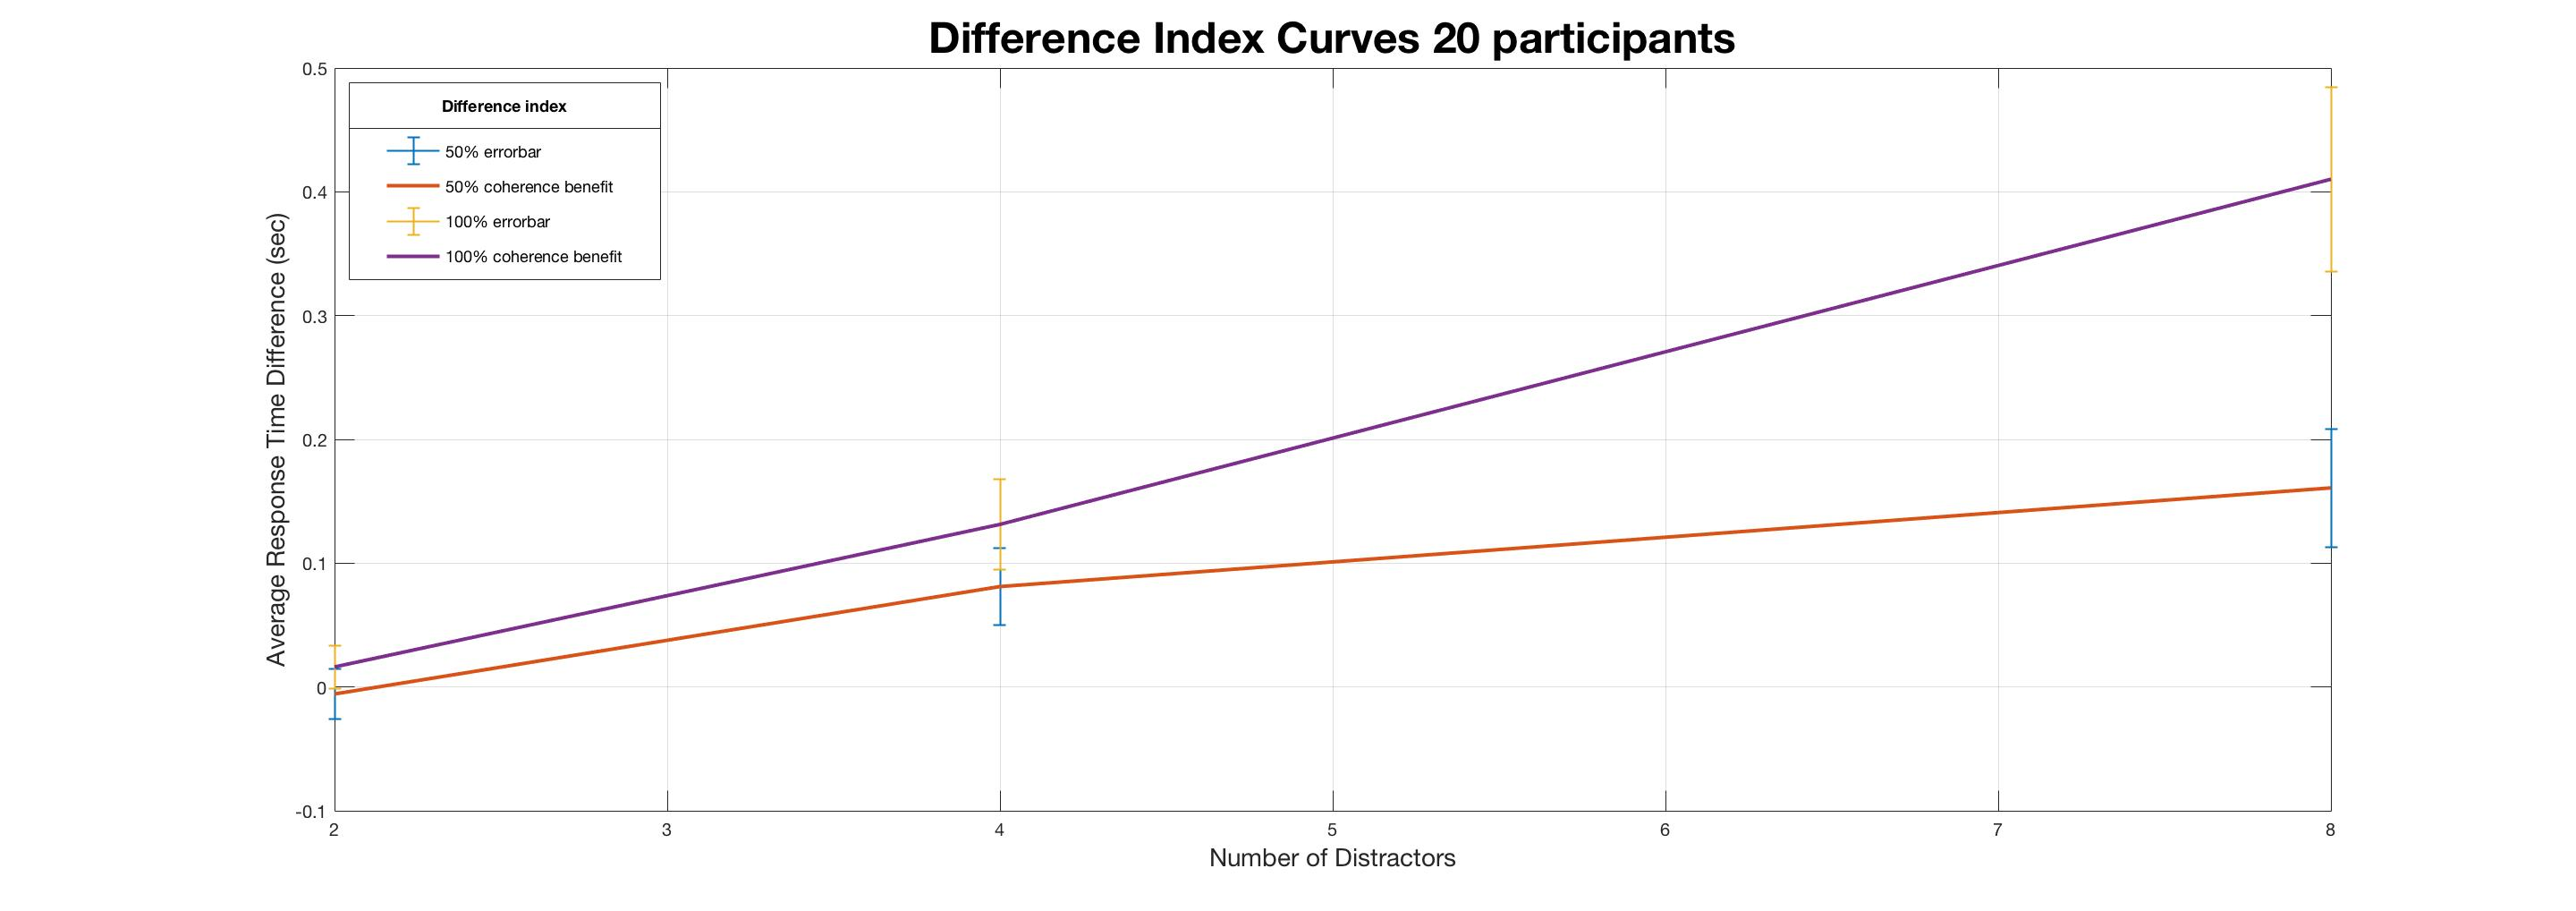 Difference Index Curves 20 participants
0.5
0.4
0.3
0.2
0.1
0
-0.1
Average Response Time Difference (sec)
Difference index
50% errorbar
50% coherence benefit
100% errorbar
100% coherence benefit
2 3 4 5 6 7 8
Number of Distractors